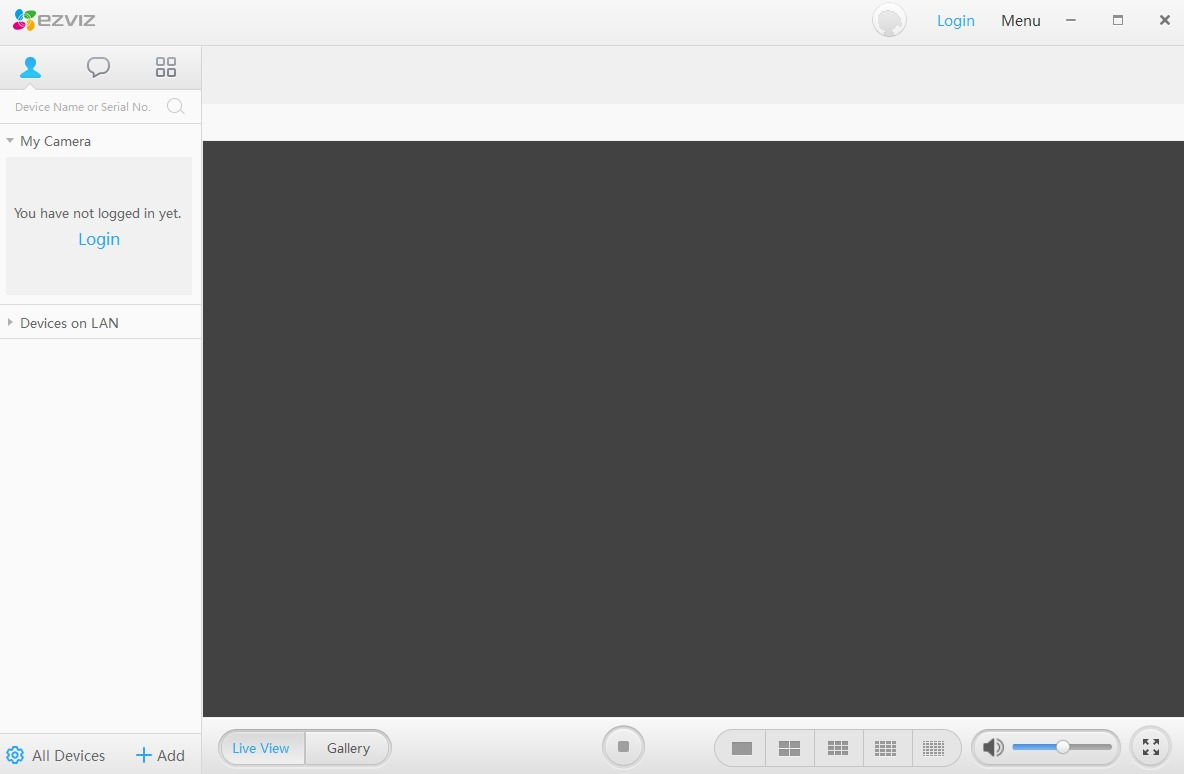 ezviz
Login
Menu
Device Name or Serial No.
My Camera
You have not logged in yet.
Login
Devices on LAN
All Devices
Add
Live View
Gallery